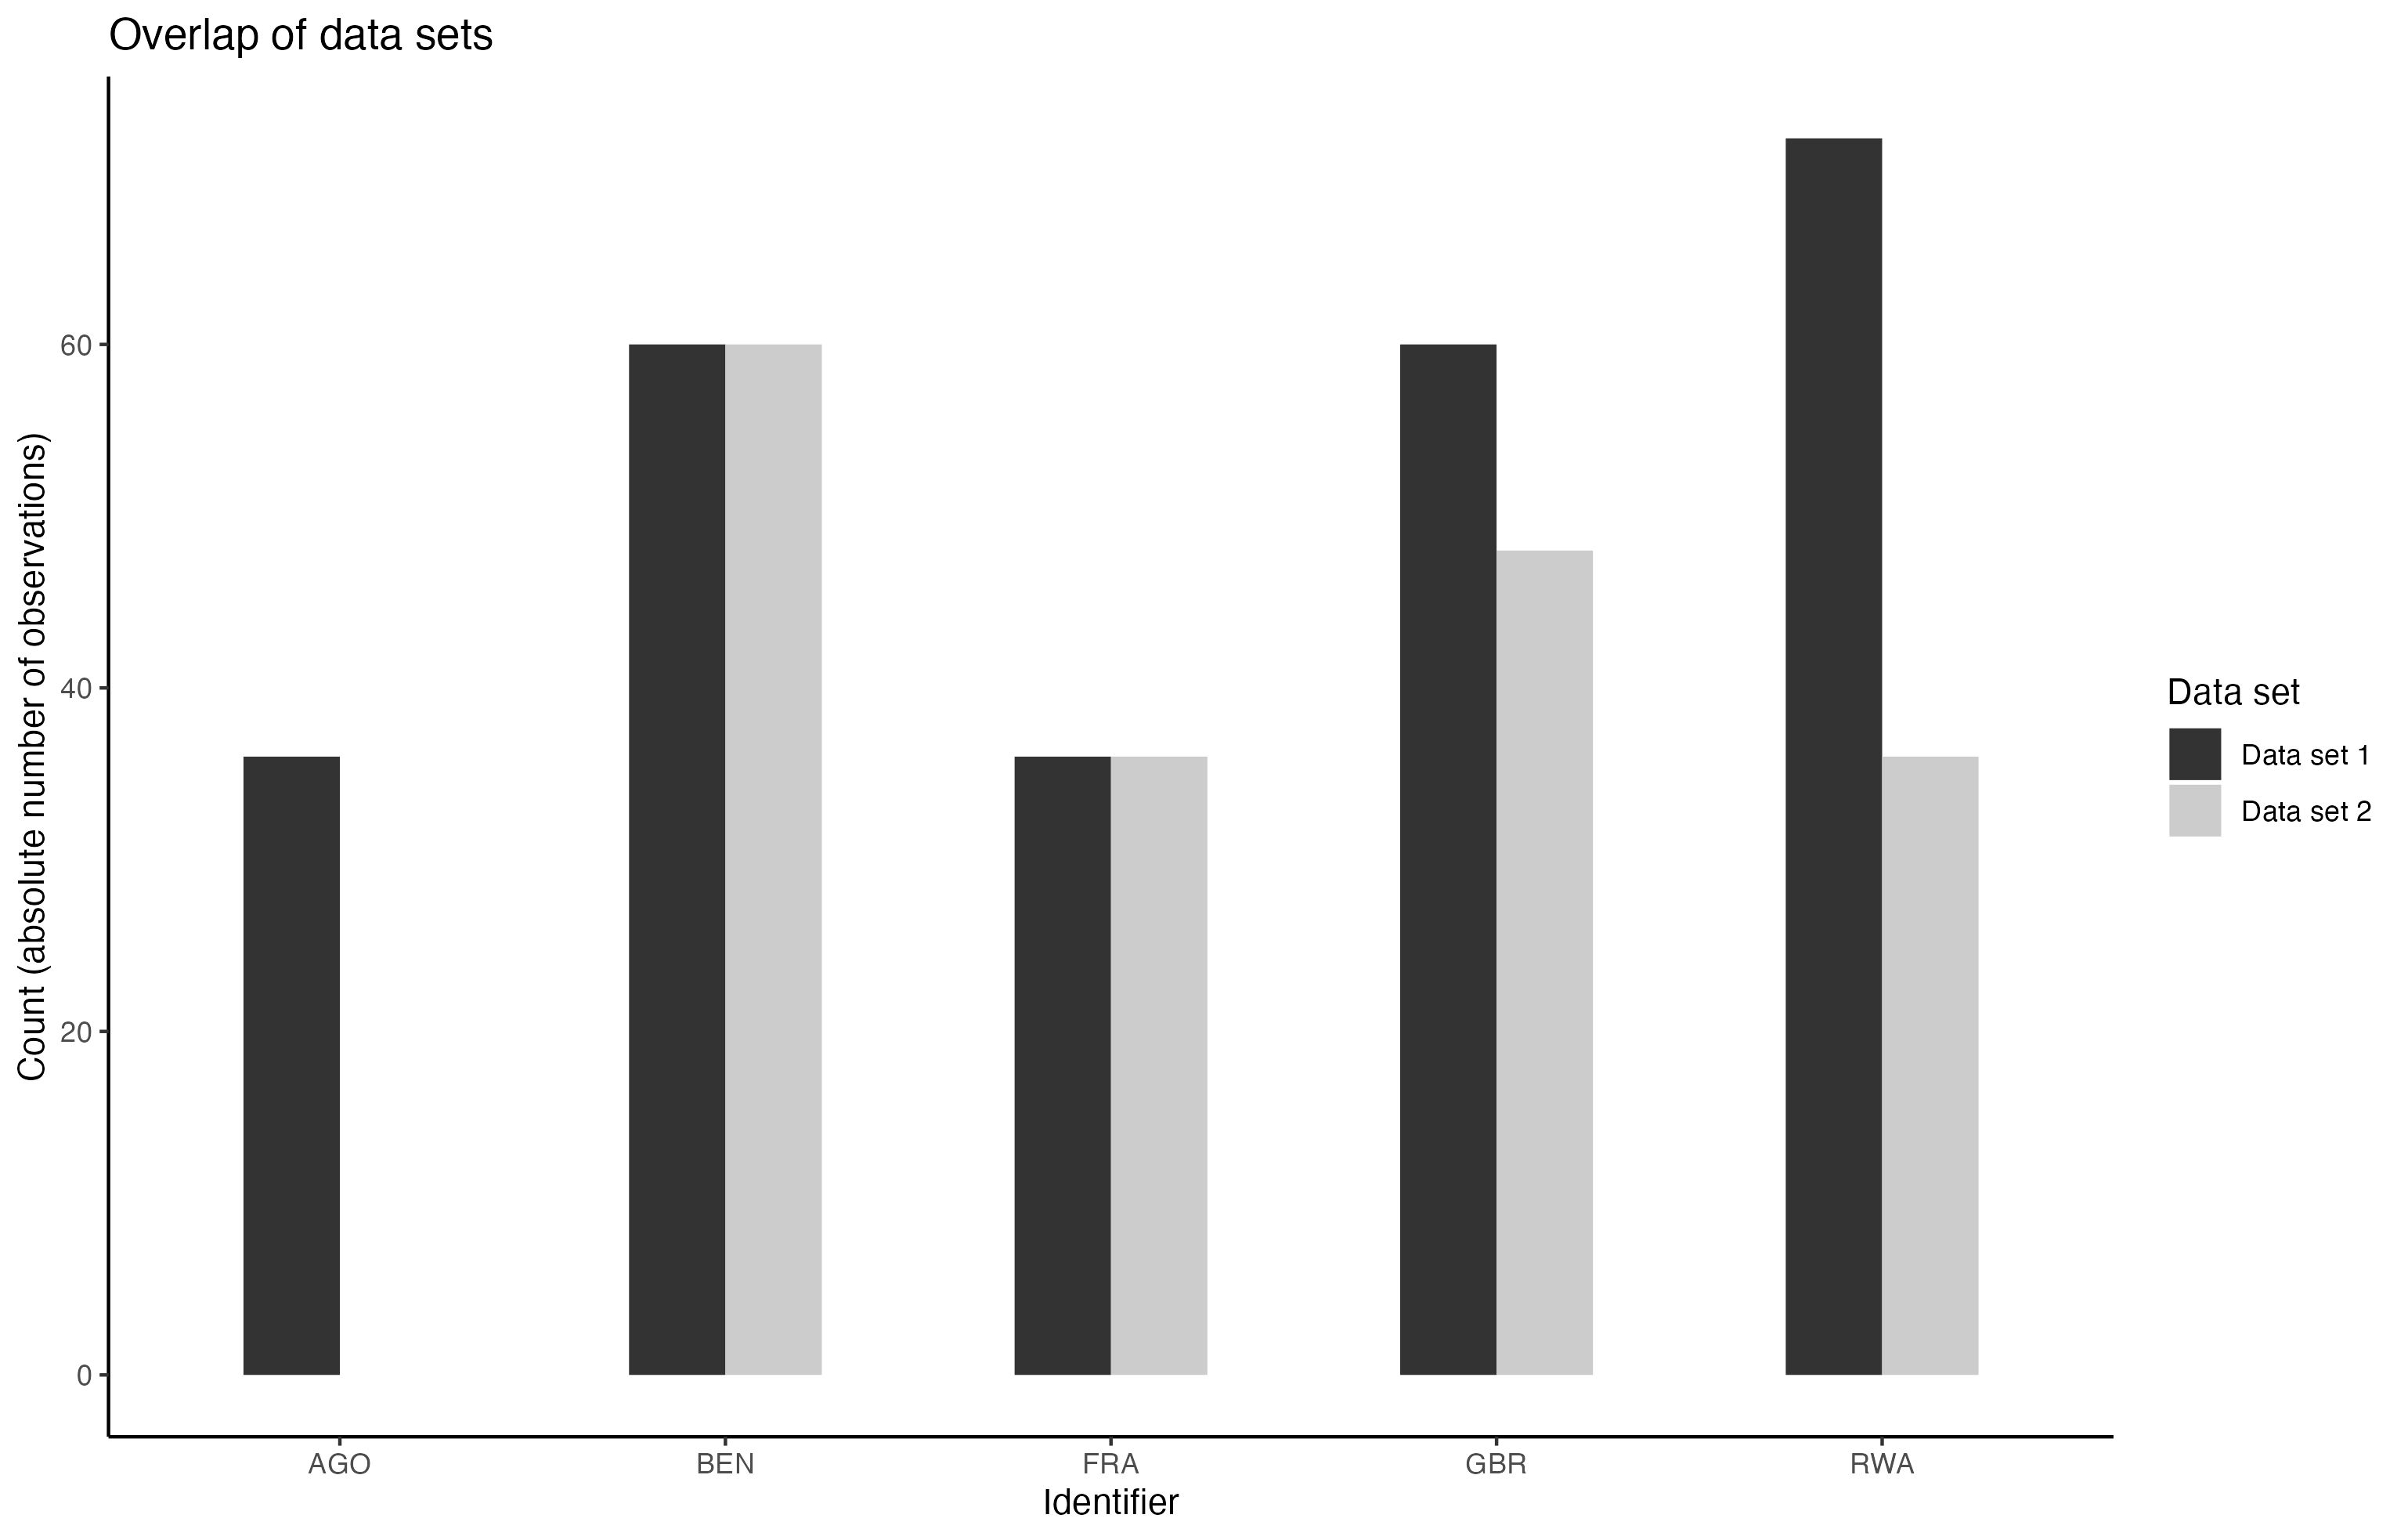 Overlap of data sets
Count (absolute number of observations)
60
40
20
0
AGO
BEN
FRA
GBR
RWA
Identifier
Data set
Data set 1
Data set 2